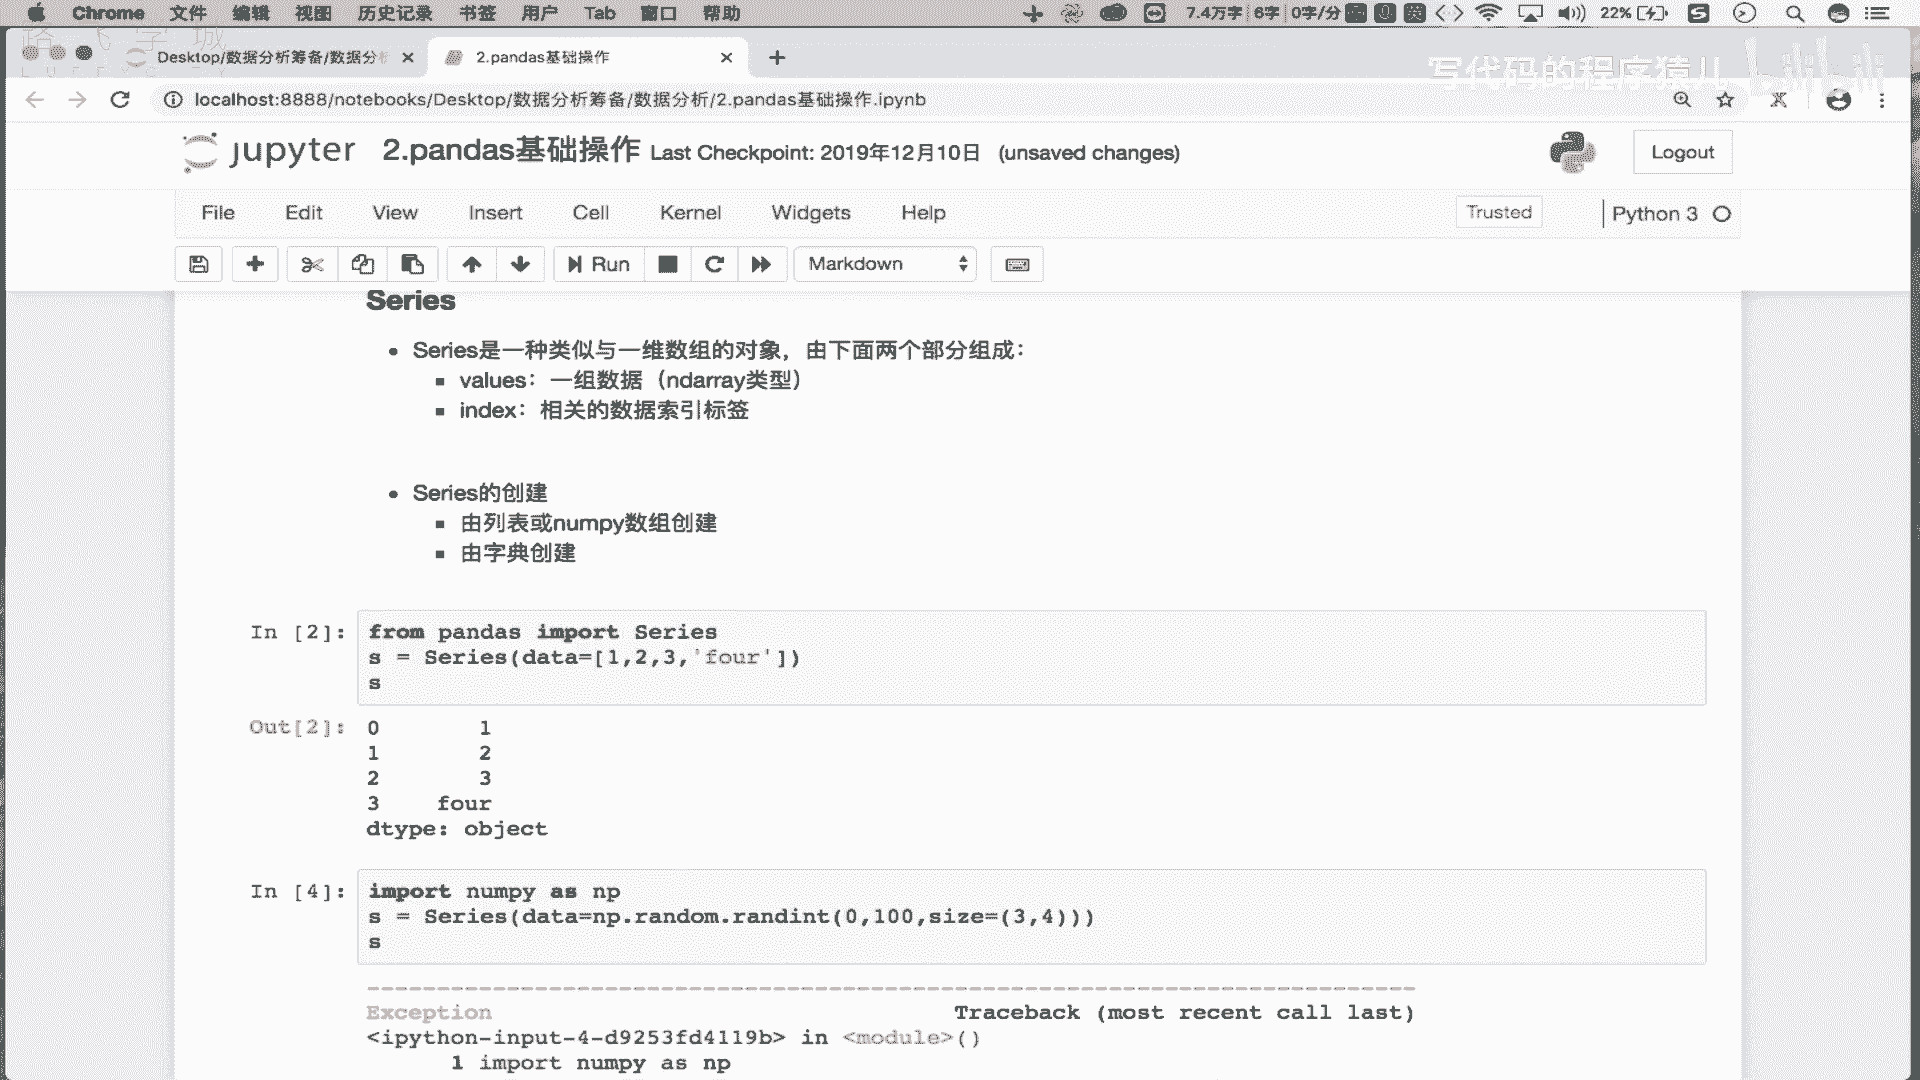 Chrome 文件 编辑 视图 历史记录 书签 用户 Tab 窗口 帮助 7.4万字 6字 0字/分 英 22%
Desktop/数据分析筹备/数据分析
2.pandas基础操作
写代码的程序猿儿 bilibili
localhost:8888/notebooks/Desktop/数据分析筹备/数据分析/2.pandas基础操作.ipynb
jupyter 2.pandas基础操作 Last Checkpoint: 2019年12月10日 (unsaved changes)
Logout
File Edit View Insert Cell Kernel Widgets Help Trusted Python 3
Run Markdown
Series
Series是一种类似与一维数组的对象，由下面两个部分组成：
values：一组数据（ndarray类型）
index：相关的数据索引标签
Series的创建
由列表或numpy数组创建
由字典创建
In [2]: from pandas import Series
s = Series(data=[1,2,3,'four'])
s
Out[2]: 0 1
1 2
2 3
3 four
dtype: object
In [4]: import numpy as np
s = Series(data=np.random.randint(0,100,size=(3,4)))
s
---------------------------------------------------------------------------
Exception Traceback (most recent call last)
<ipython-input-4-d9253fd4119b> in <module>()
1 import numpy as np